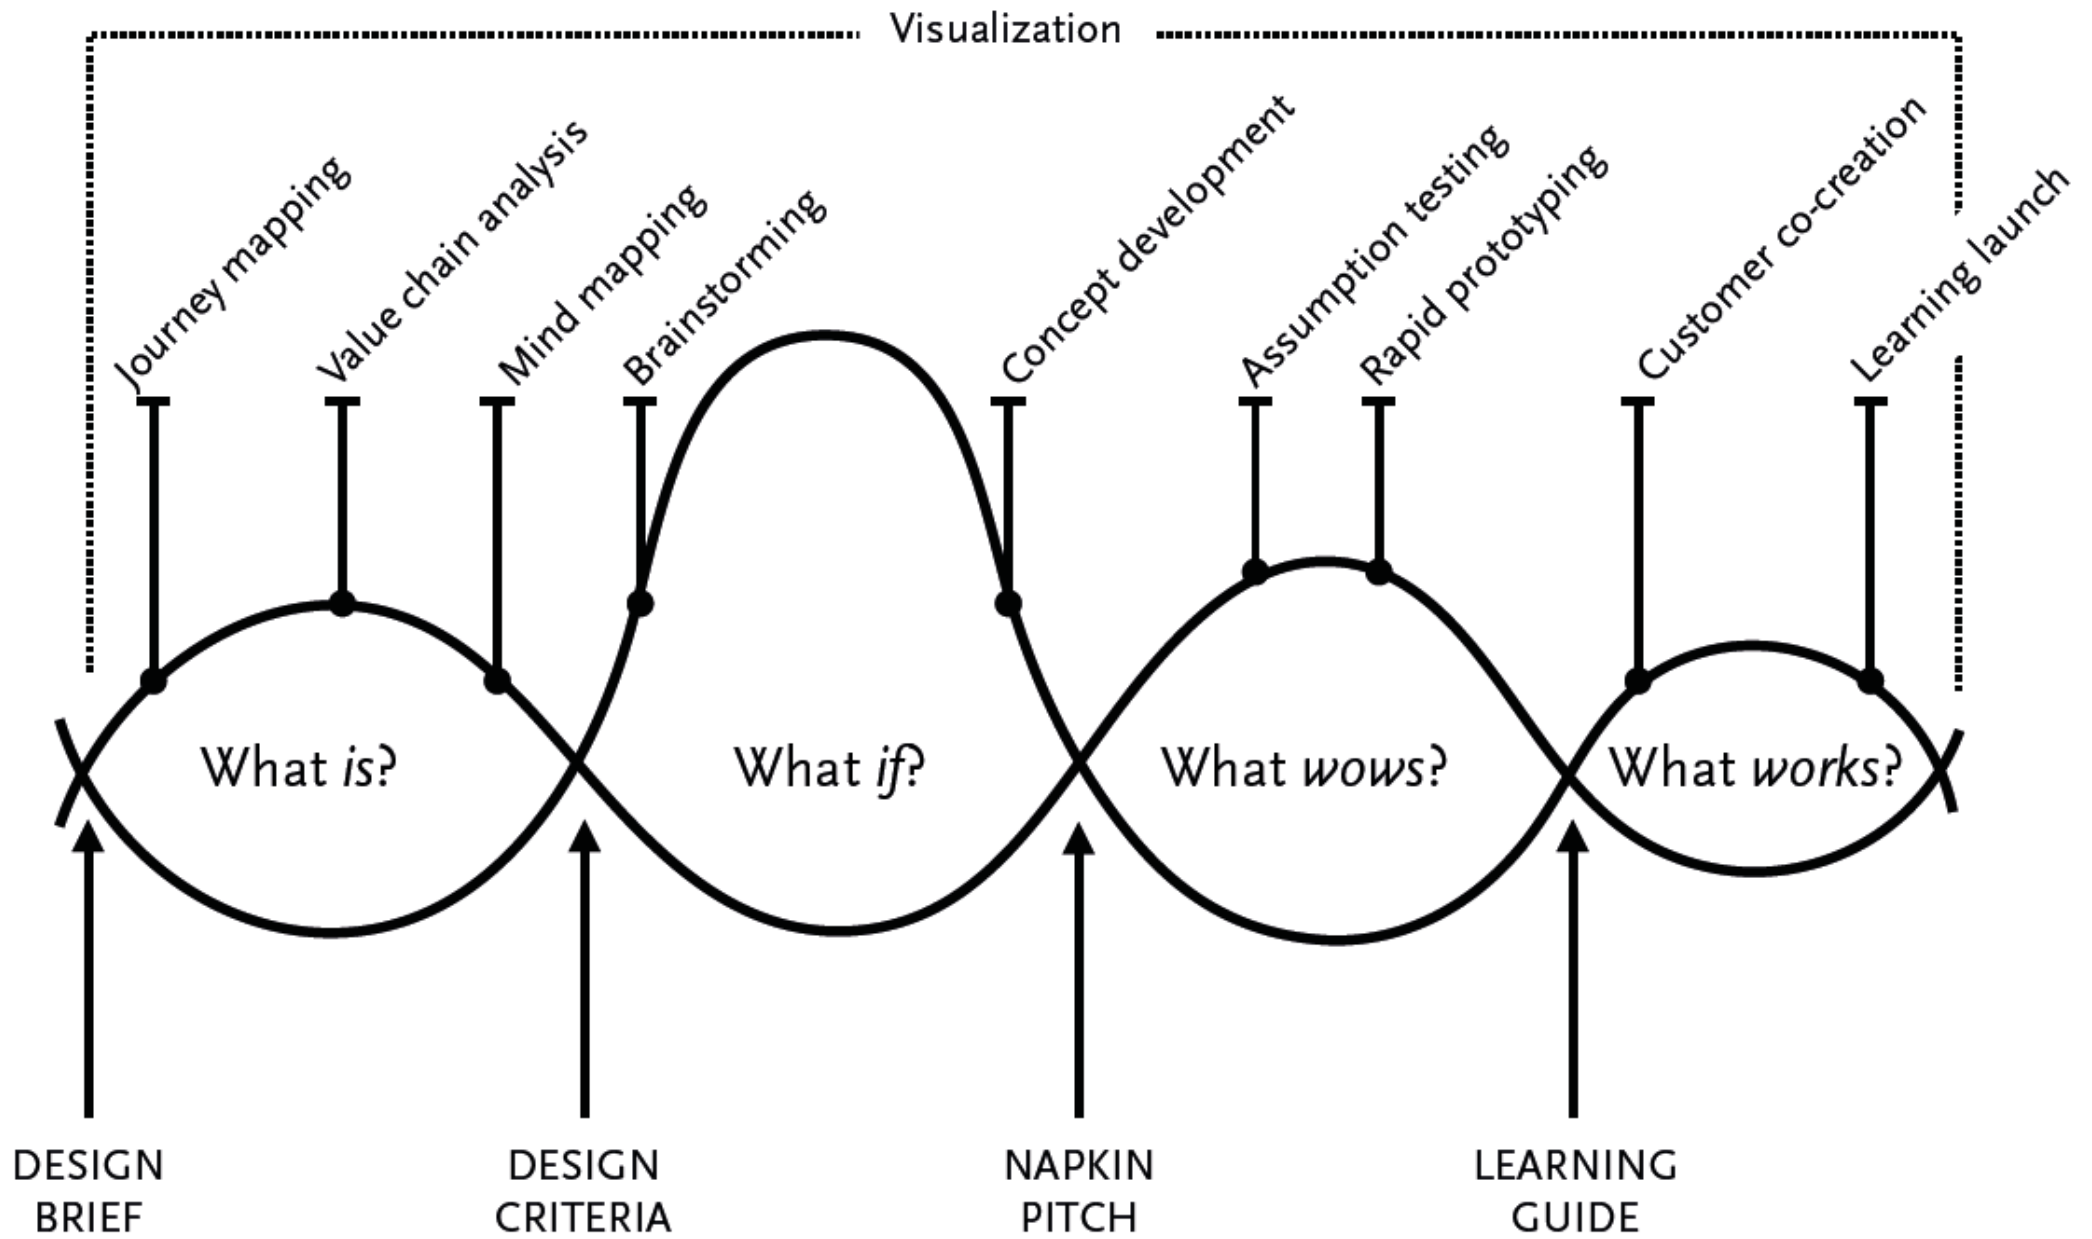 Visualization
Journey mapping
Value chain analysis
Mind mapping
Brainstorming
Concept development
Assumption testing
Rapid prototyping
Customer co-creation
Learning launch
What is?
What if?
What wows?
What works?
DESIGN
BRIEF
DESIGN
CRITERIA
NAPKIN
PITCH
LEARNING
GUIDE